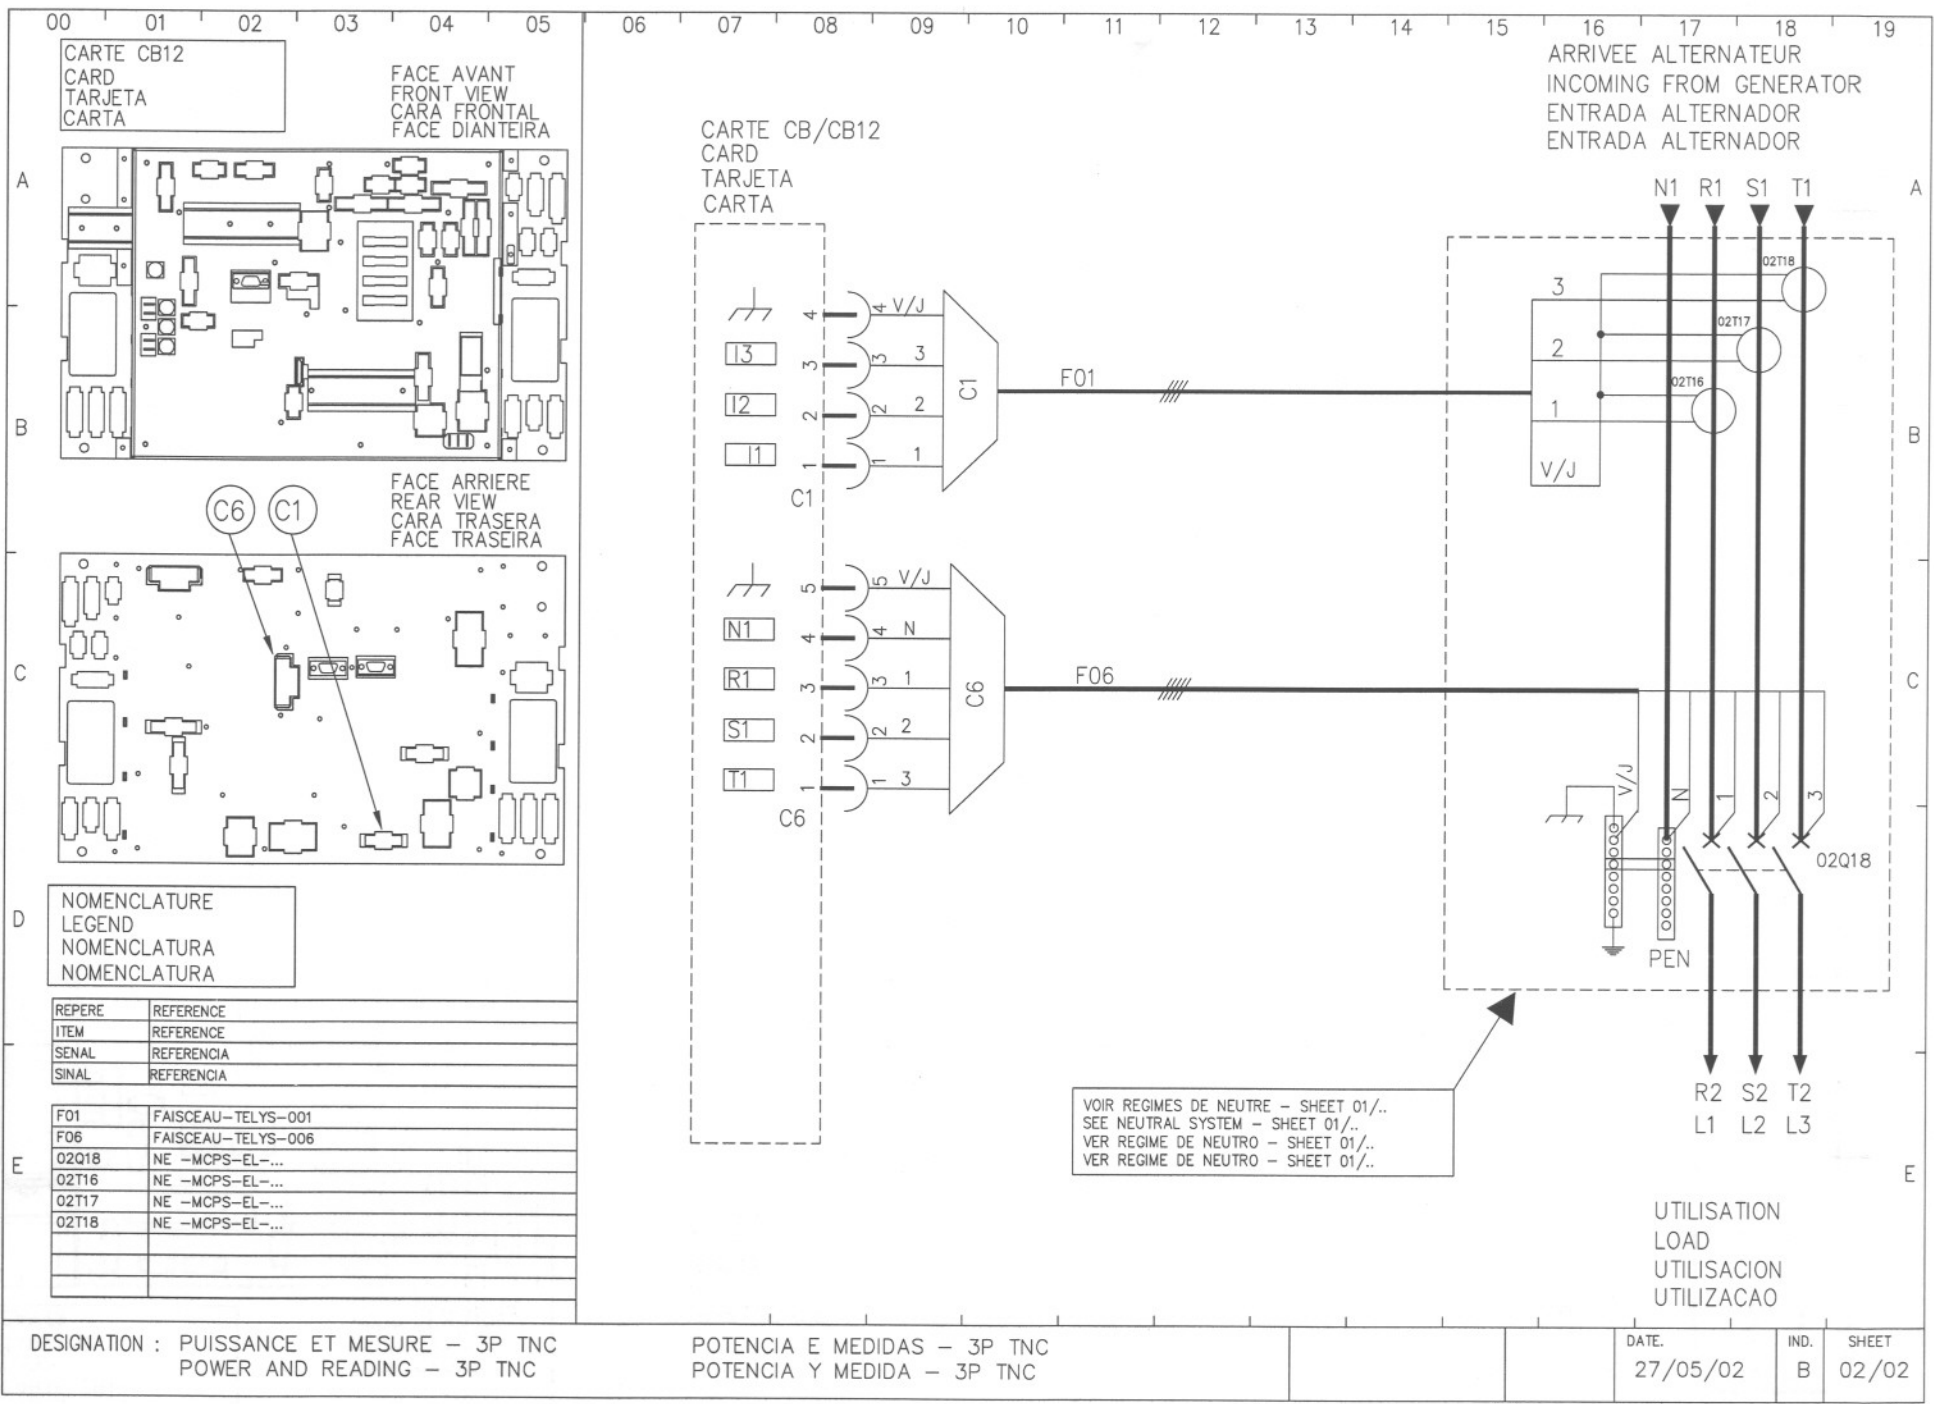 00 01 02 03 04 05 06 07 08 09 10 11 12 13 14 15 16 17 18 19
CARTE CB12
CARD
TARJETA
CARTA
FACE AVANT
FRONT VIEW
CARA FRONTAL
FACE DIANTEIRA
A
B
C6 C1
FACE ARRIERE
REAR VIEW
CARA TRASERA
FACE TRASEIRA
C
D
NOMENCLATURE
LEGEND
NOMENCLATURA
NOMENCLATURA
REPERE REFERENCE
ITEM REFERENCE
SENAL REFERENCIA
SINAL REFERENCIA
F01 FAISCEAU-TELYS-001
F06 FAISCEAU-TELYS-006
02Q18 NE -MCPS-EL-...
02T16 NE -MCPS-EL-...
02T17 NE -MCPS-EL-...
02T18 NE -MCPS-EL-...
E
CARTE CB/CB12
CARD
TARJETA
CARTA
4 4 V/J
I3 3 3 3
I2 2 2 2
I1 1 1 1
C1
C1
F01
5 5 V/J
N1 4 4 N
R1 3 3 1
S1 2 2 2
T1 1 1 3
C6
C6
F06
ARRIVEE ALTERNATEUR
INCOMING FROM GENERATOR
ENTRADA ALTERNADOR
ENTRADA ALTERNADOR
N1 R1 S1 T1
A
02T18
3
02T17
2
02T16
1
V/J
B
C
V/J N 1 2 3
02Q18
PEN
R2 S2 T2
L1 L2 L3
VOIR REGIMES DE NEUTRE - SHEET 01/..
SEE NEUTRAL SYSTEM - SHEET 01/..
VER REGIME DE NEUTRO - SHEET 01/..
VER REGIME DE NEUTRO - SHEET 01/..
E
UTILISATION
LOAD
UTILISACION
UTILIZACAO
DESIGNATION : PUISSANCE ET MESURE - 3P TNC
POWER AND READING - 3P TNC
POTENCIA E MEDIDAS - 3P TNC
POTENCIA Y MEDIDA - 3P TNC
DATE.
27/05/02
IND.
B
SHEET
02/02